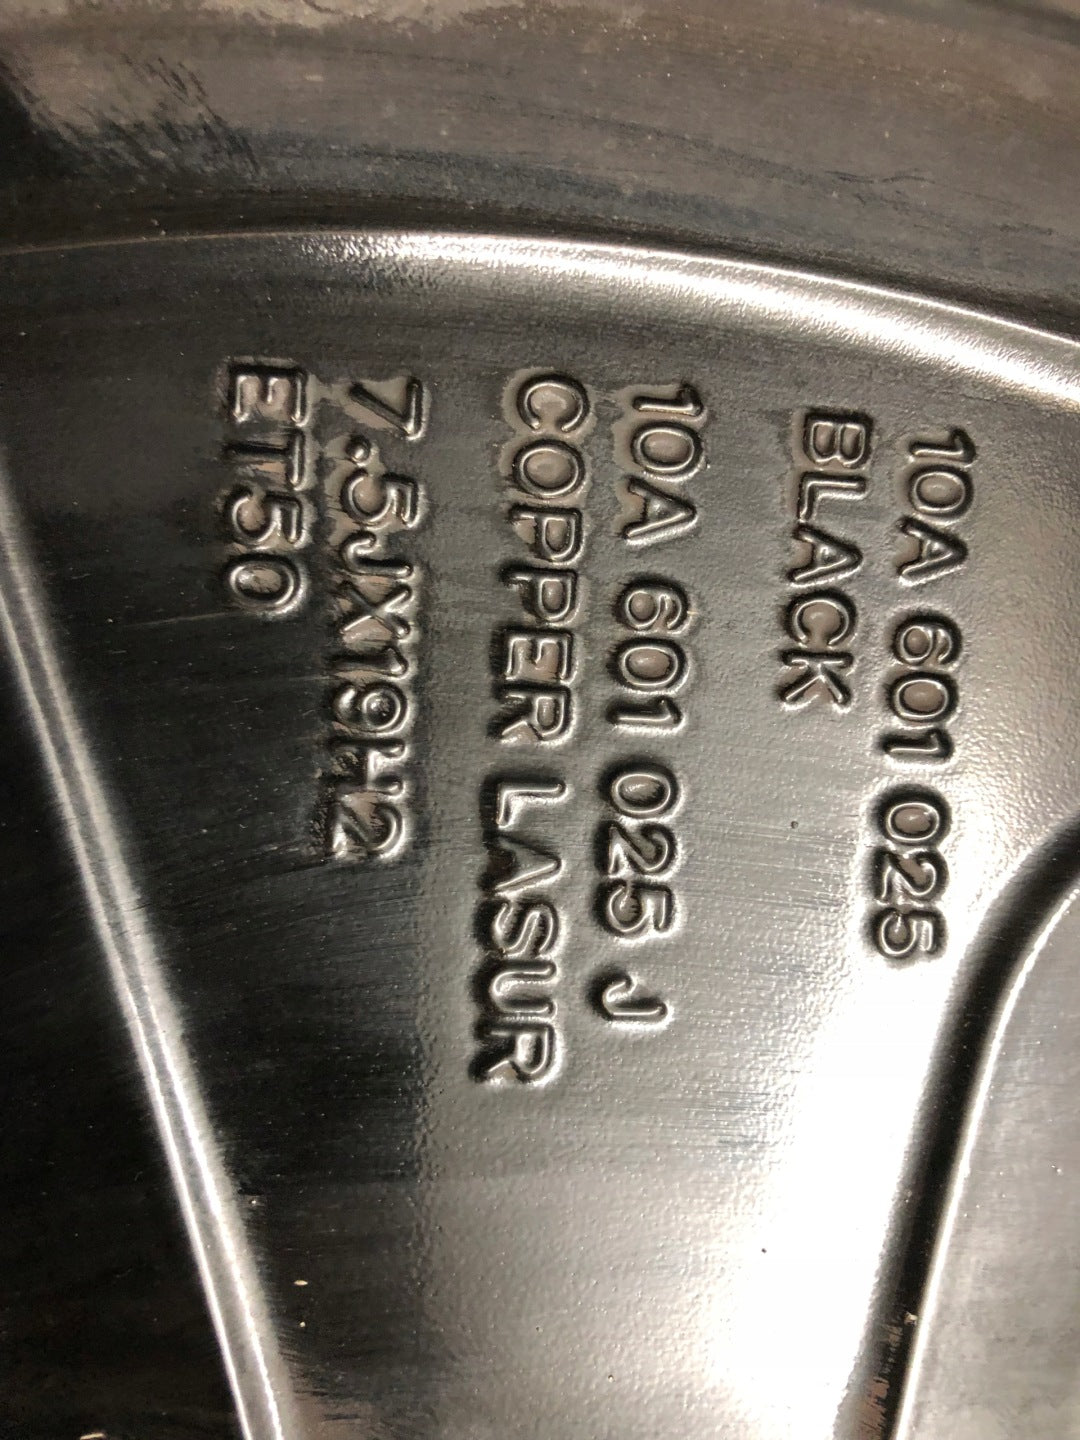 10A 601 025
BLACK
10A 601 025 J
COPPER LASUR
7.5JX19H2
ET50